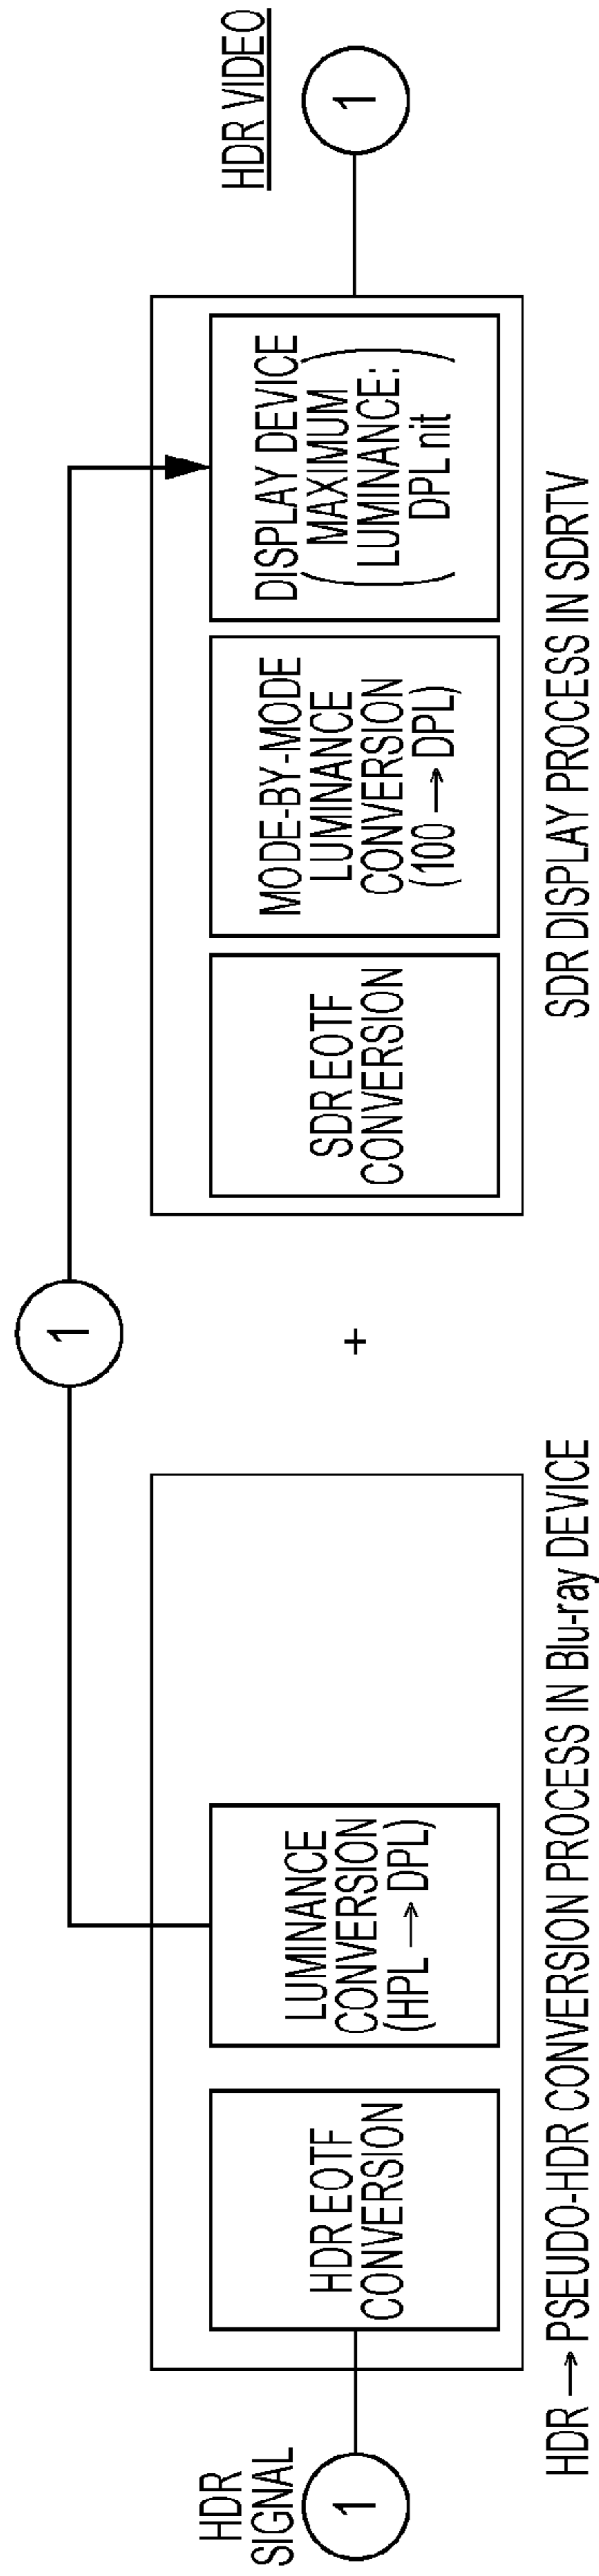 HDR
SIGNAL
1
HDR EOTF
CONVERSION
LUMINANCE
CONVERSION
(HPL → DPL)
HDR → PSEUDO-HDR CONVERSION PROCESS IN Blu-ray DEVICE
1
+
SDR EOTF
CONVERSION
MODE-BY-MODE
LUMINANCE
CONVERSION
(100 → DPL)
DISPLAY DEVICE
(MAXIMUM
LUMINANCE:
DPL nit)
SDR DISPLAY PROCESS IN SDRTV
HDR VIDEO
1